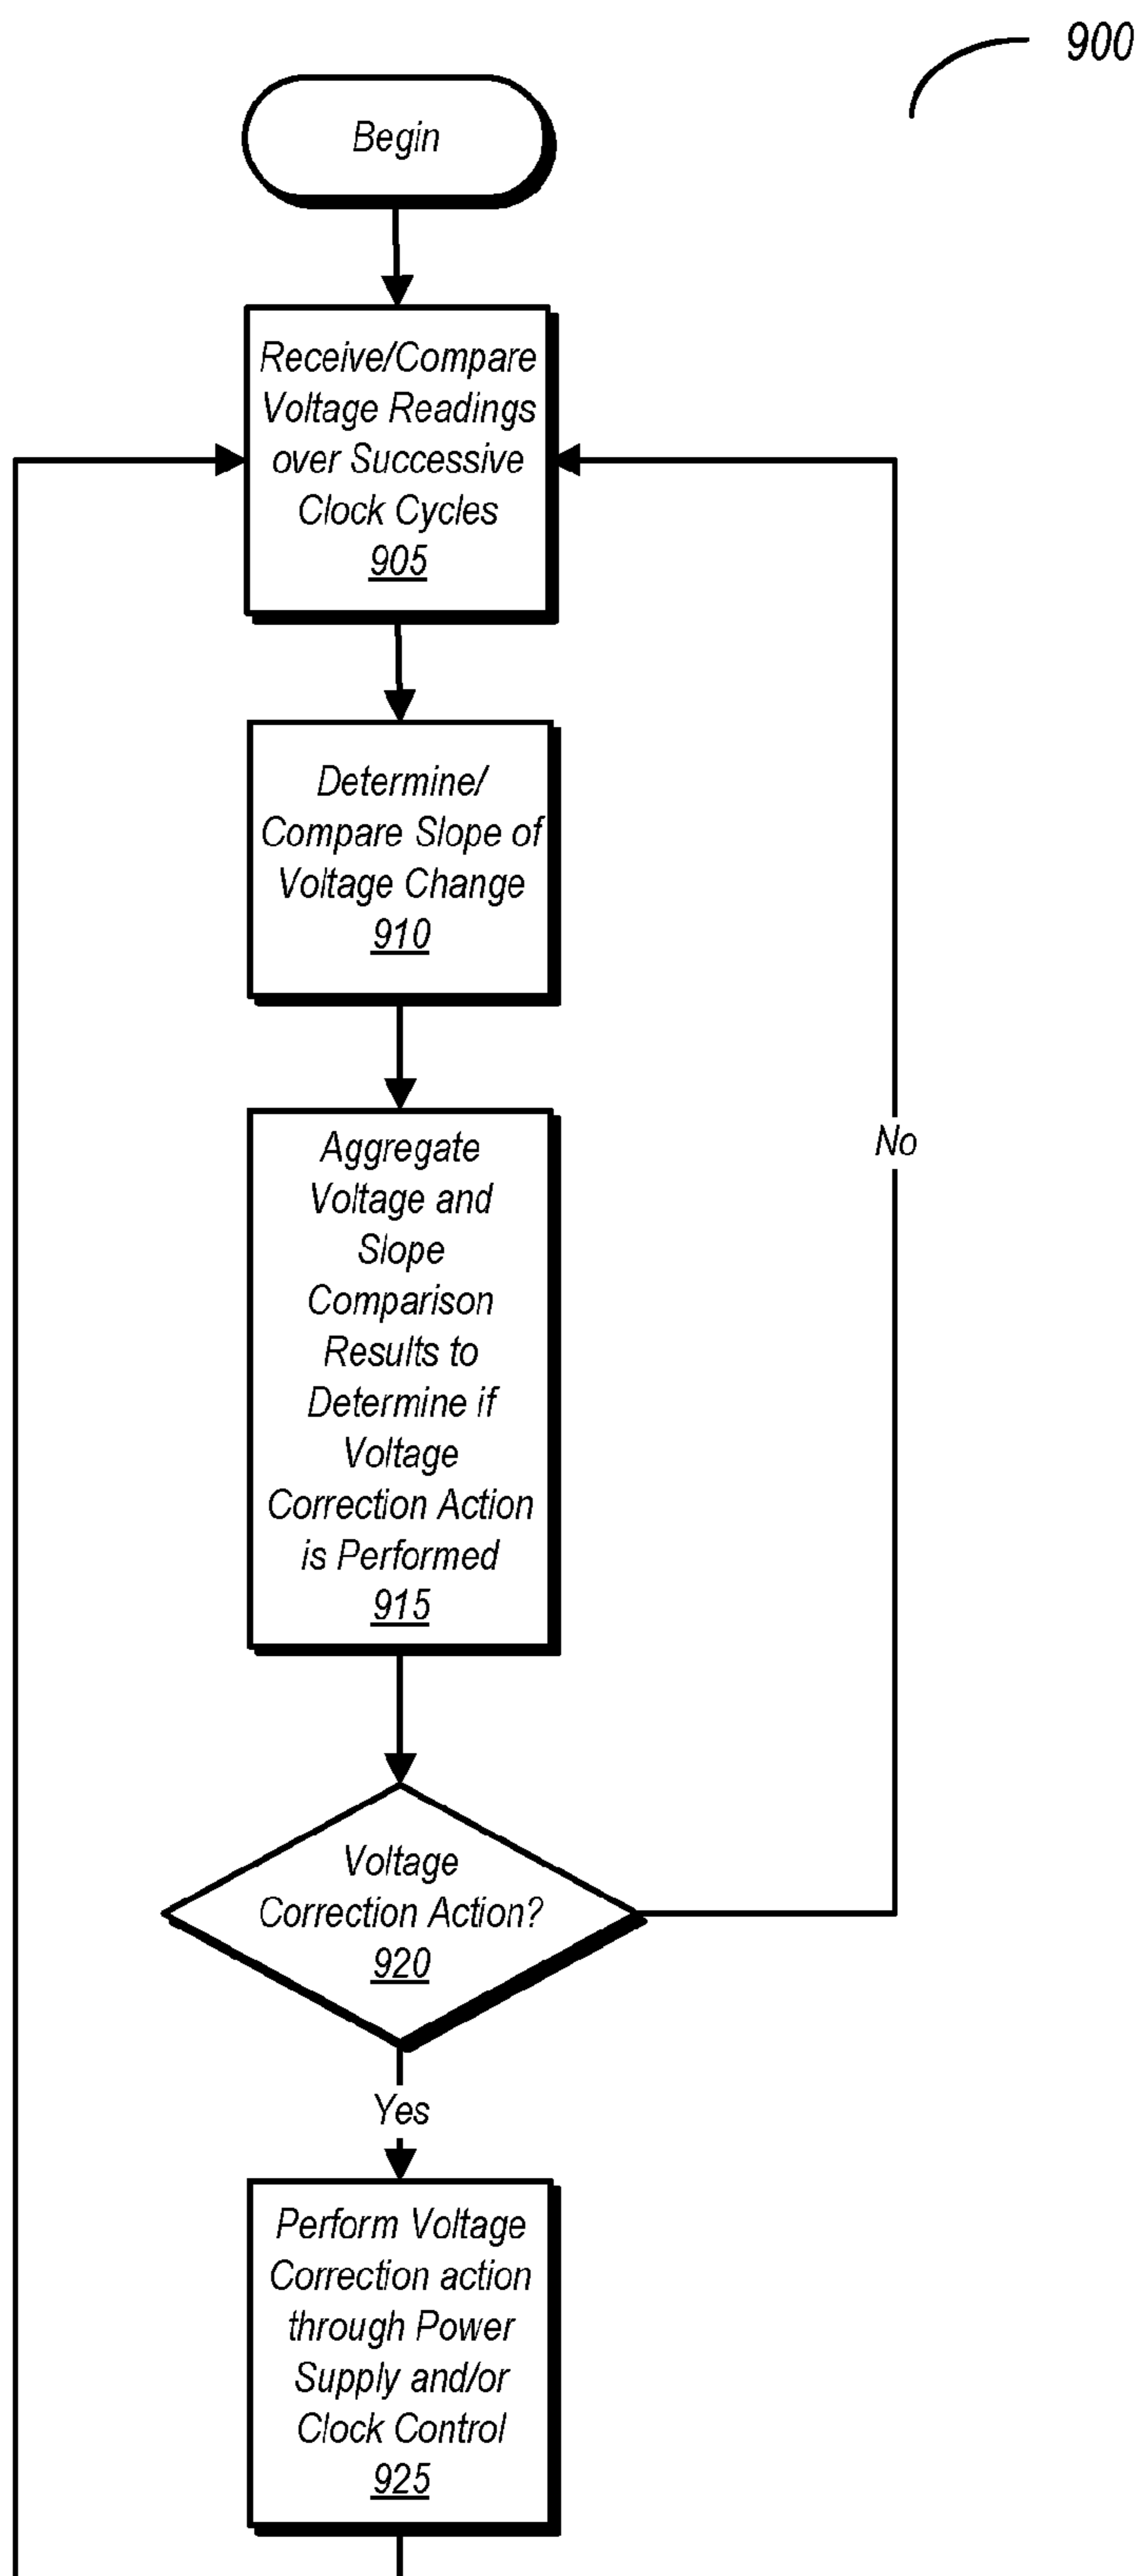 900
Begin
Receive/Compare
Voltage Readings
over Successive
Clock Cycles
905
Determine/
Compare Slope of
Voltage Change
910
Aggregate
Voltage and
Slope
Comparison
Results to
Determine if
Voltage
Correction Action
is Performed
915
No
Voltage
Correction Action?
920
Yes
Perform Voltage
Correction action
through Power
Supply and/or
Clock Control
925